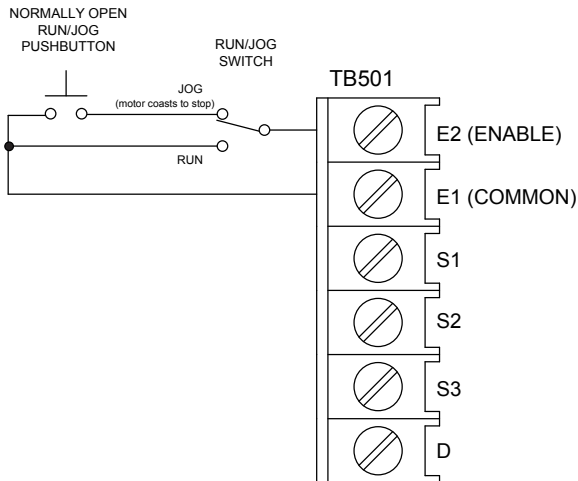 NORMALLY OPEN
RUN/JOG
PUSHBUTTON
RUN/JOG
SWITCH
JOG
(motor coasts to stop)
RUN
TB501
E2 (ENABLE)
E1 (COMMON)
S1
S2
S3
D